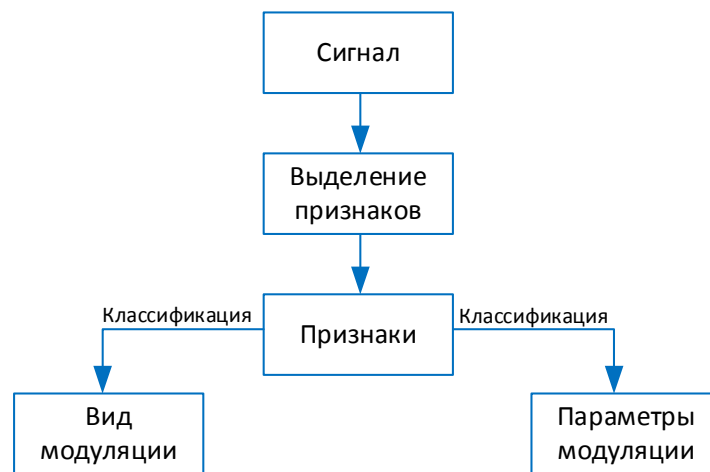 Сигнал
Выделение
признаков
Признаки
Классификация
Классификация
Вид
модуляции
Параметры
модуляции